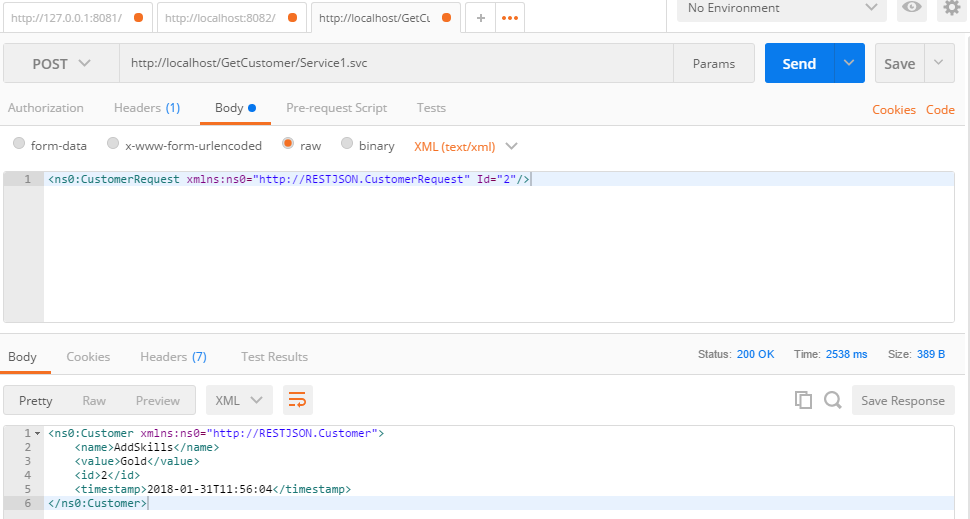 http://127.0.0.1:8081/ http://localhost:8082/ http://localhost/GetCu + No Environment
POST http://localhost/GetCustomer/Service1.svc Params Send Save
Authorization Headers (1) Body Pre-request Script Tests Cookies Code
form-data x-www-form-urlencoded raw binary XML (text/xml)
1 <ns0:CustomerRequest xmlns:ns0="http://RESTJSON.CustomerRequest" Id="2"/>
Body Cookies Headers (7) Test Results Status: 200 OK Time: 2538 ms Size: 389 B
Pretty Raw Preview XML Save Response
1 <ns0:Customer xmlns:ns0="http://RESTJSON.Customer">
2 <name>AddSkills</name>
3 <value>Gold</value>
4 <id>2</id>
5 <timestamp>2018-01-31T11:56:04</timestamp>
6 </ns0:Customer>